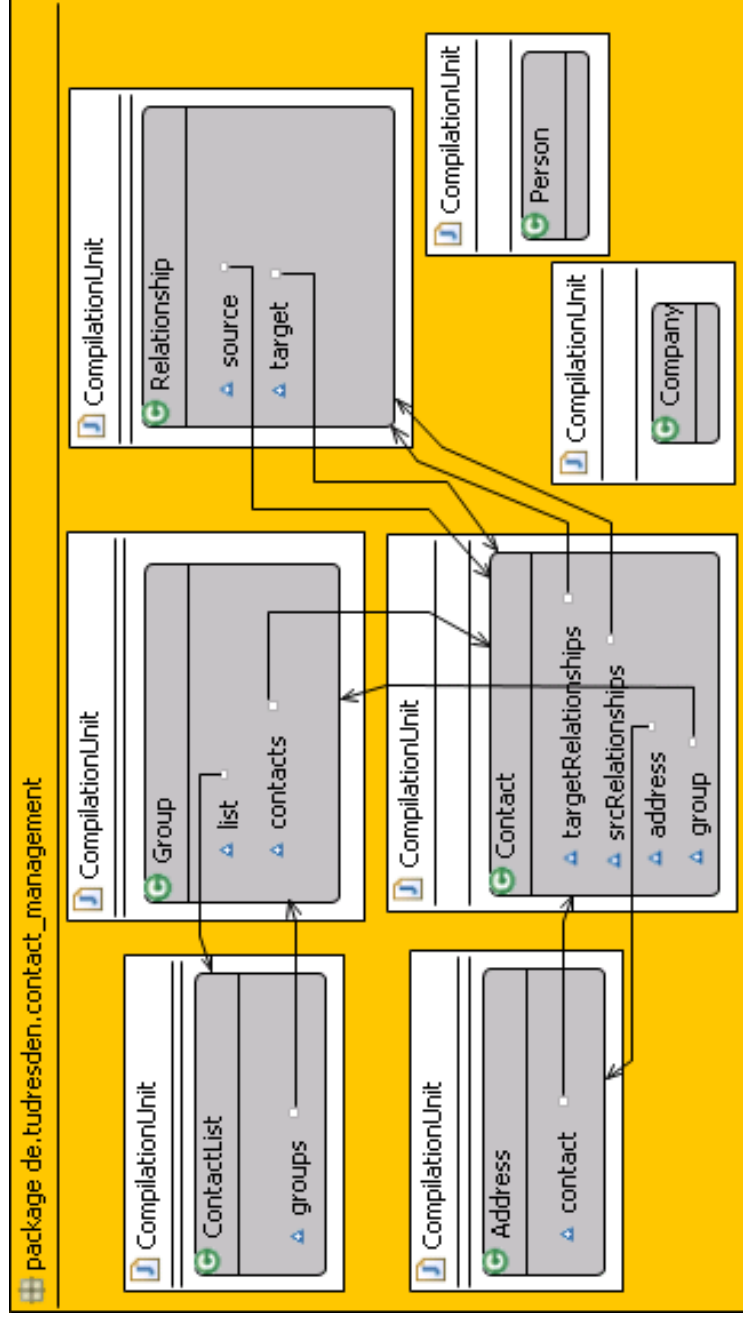 package de.tudresden.contact_management
CompilationUnit
ContactList
groups
CompilationUnit
Group
list
contacts
CompilationUnit
Relationship
source
target
CompilationUnit
Address
contact
CompilationUnit
Contact
targetRelationships
srcRelationships
address
group
CompilationUnit
Company
CompilationUnit
Person